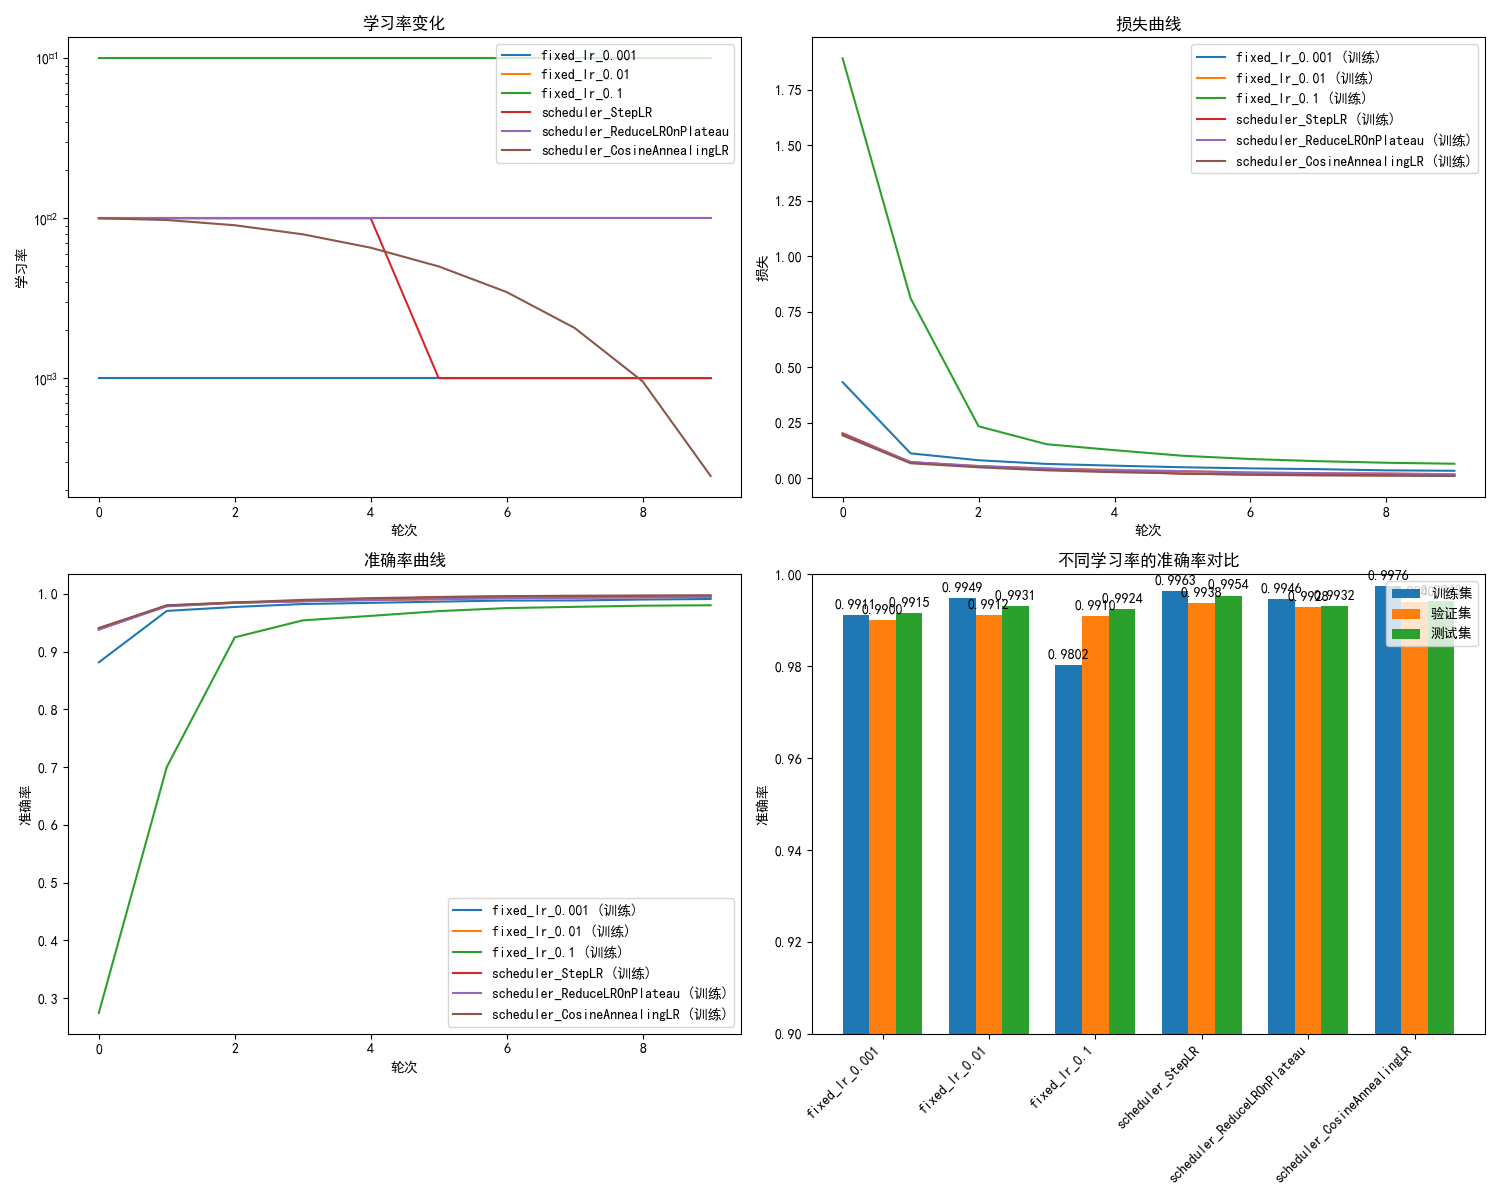 学习率变化
学习率
fixed_lr_0.001
fixed_lr_0.01
fixed_lr_0.1
scheduler_StepLR
scheduler_ReduceLROnPlateau
scheduler_CosineAnnealingLR
0 2 4 6 8
轮次
损失曲线
损失
1.75
1.50
1.25
1.00
0.75
0.50
0.25
0.00
fixed_lr_0.001 (训练)
fixed_lr_0.01 (训练)
fixed_lr_0.1 (训练)
scheduler_StepLR (训练)
scheduler_ReduceLROnPlateau (训练)
scheduler_CosineAnnealingLR (训练)
0 2 4 6 8
轮次
准确率曲线
准确率
1.0
0.9
0.8
0.7
0.6
0.5
0.4
0.3
fixed_lr_0.001 (训练)
fixed_lr_0.01 (训练)
fixed_lr_0.1 (训练)
scheduler_StepLR (训练)
scheduler_ReduceLROnPlateau (训练)
scheduler_CosineAnnealingLR (训练)
0 2 4 6 8
轮次
不同学习率的准确率对比
准确率
1.00
0.98
0.96
0.94
0.92
0.90
0.9911 0.9900 0.9915
0.9949 0.9912 0.9931
0.9802 0.9910 0.9924
0.9963 0.9938 0.9954
0.9946 0.9928 0.9932
0.9976
训练集
验证集
测试集
fixed_lr_0.001
fixed_lr_0.01
fixed_lr_0.1
scheduler_StepLR
scheduler_ReduceLROnPlateau
scheduler_CosineAnnealingLR